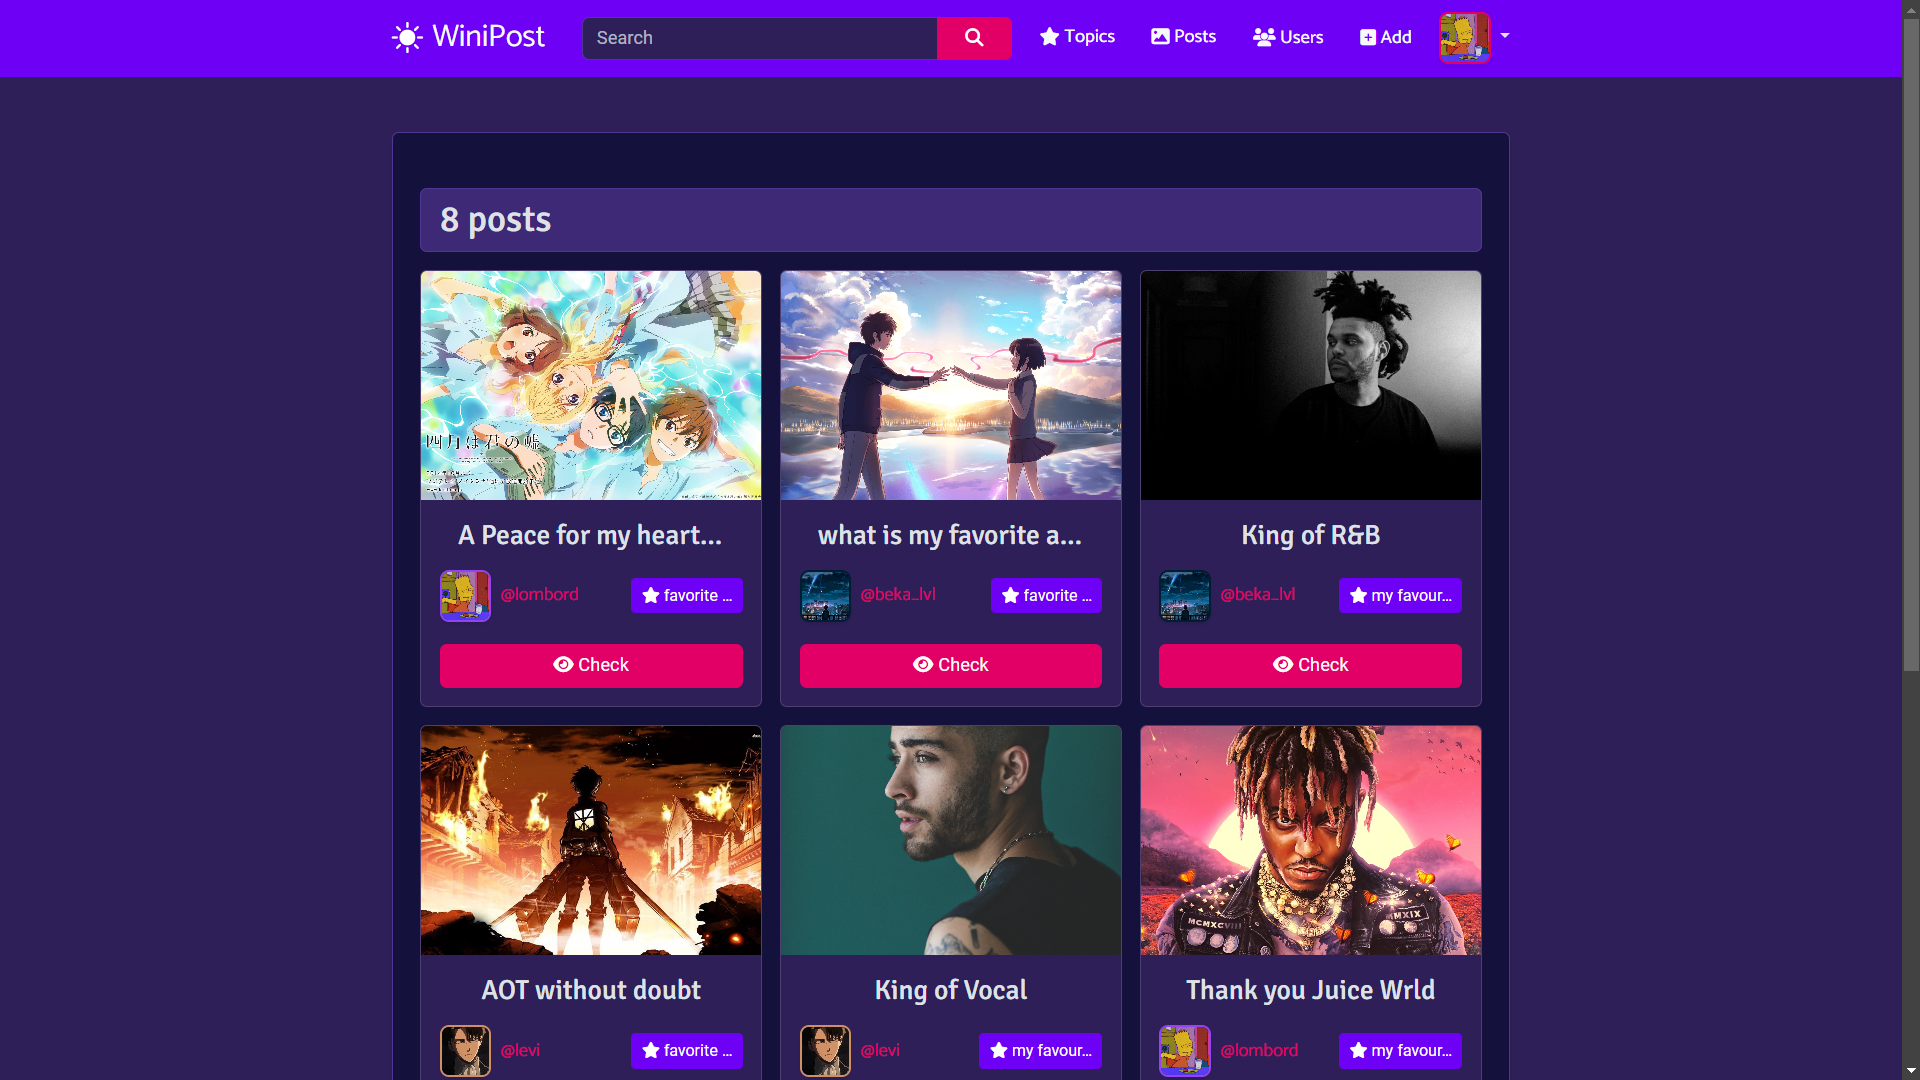 WiniPost
Search
Topics
Posts
Users
Add
8 posts
四月は君の嘘
A Peace for my heart...
@lombord
favorite ...
Check
what is my favorite a...
@beka_lvl
favorite ...
Check
King of R&B
@beka_lvl
my favour...
Check
AOT without doubt
@levi
favorite ...
King of Vocal
@levi
my favour...
MCMXCVIII
MMXIX
Thank you Juice Wrld
@lombord
my favour...